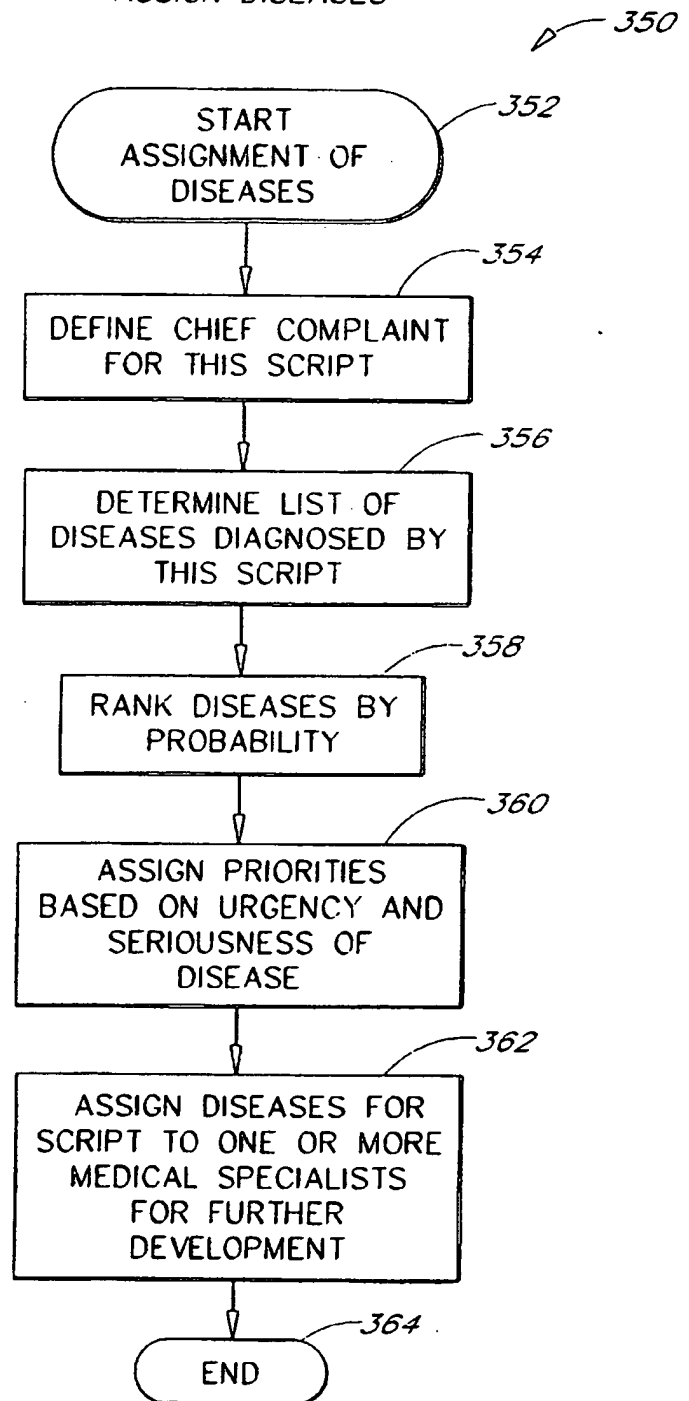 ASSIGN DISEASES
350
352
START
ASSIGNMENT OF
DISEASES
354
DEFINE CHIEF COMPLAINT
FOR THIS SCRIPT
356
DETERMINE LIST OF
DISEASES DIAGNOSED BY
THIS SCRIPT
358
RANK DISEASES BY
PROBABILITY
360
ASSIGN PRIORITIES
BASED ON URGENCY AND
SERIOUSNESS OF
DISEASE
362
ASSIGN DISEASES FOR
SCRIPT TO ONE OR MORE
MEDICAL SPECIALISTS
FOR FURTHER
DEVELOPMENT
364
END